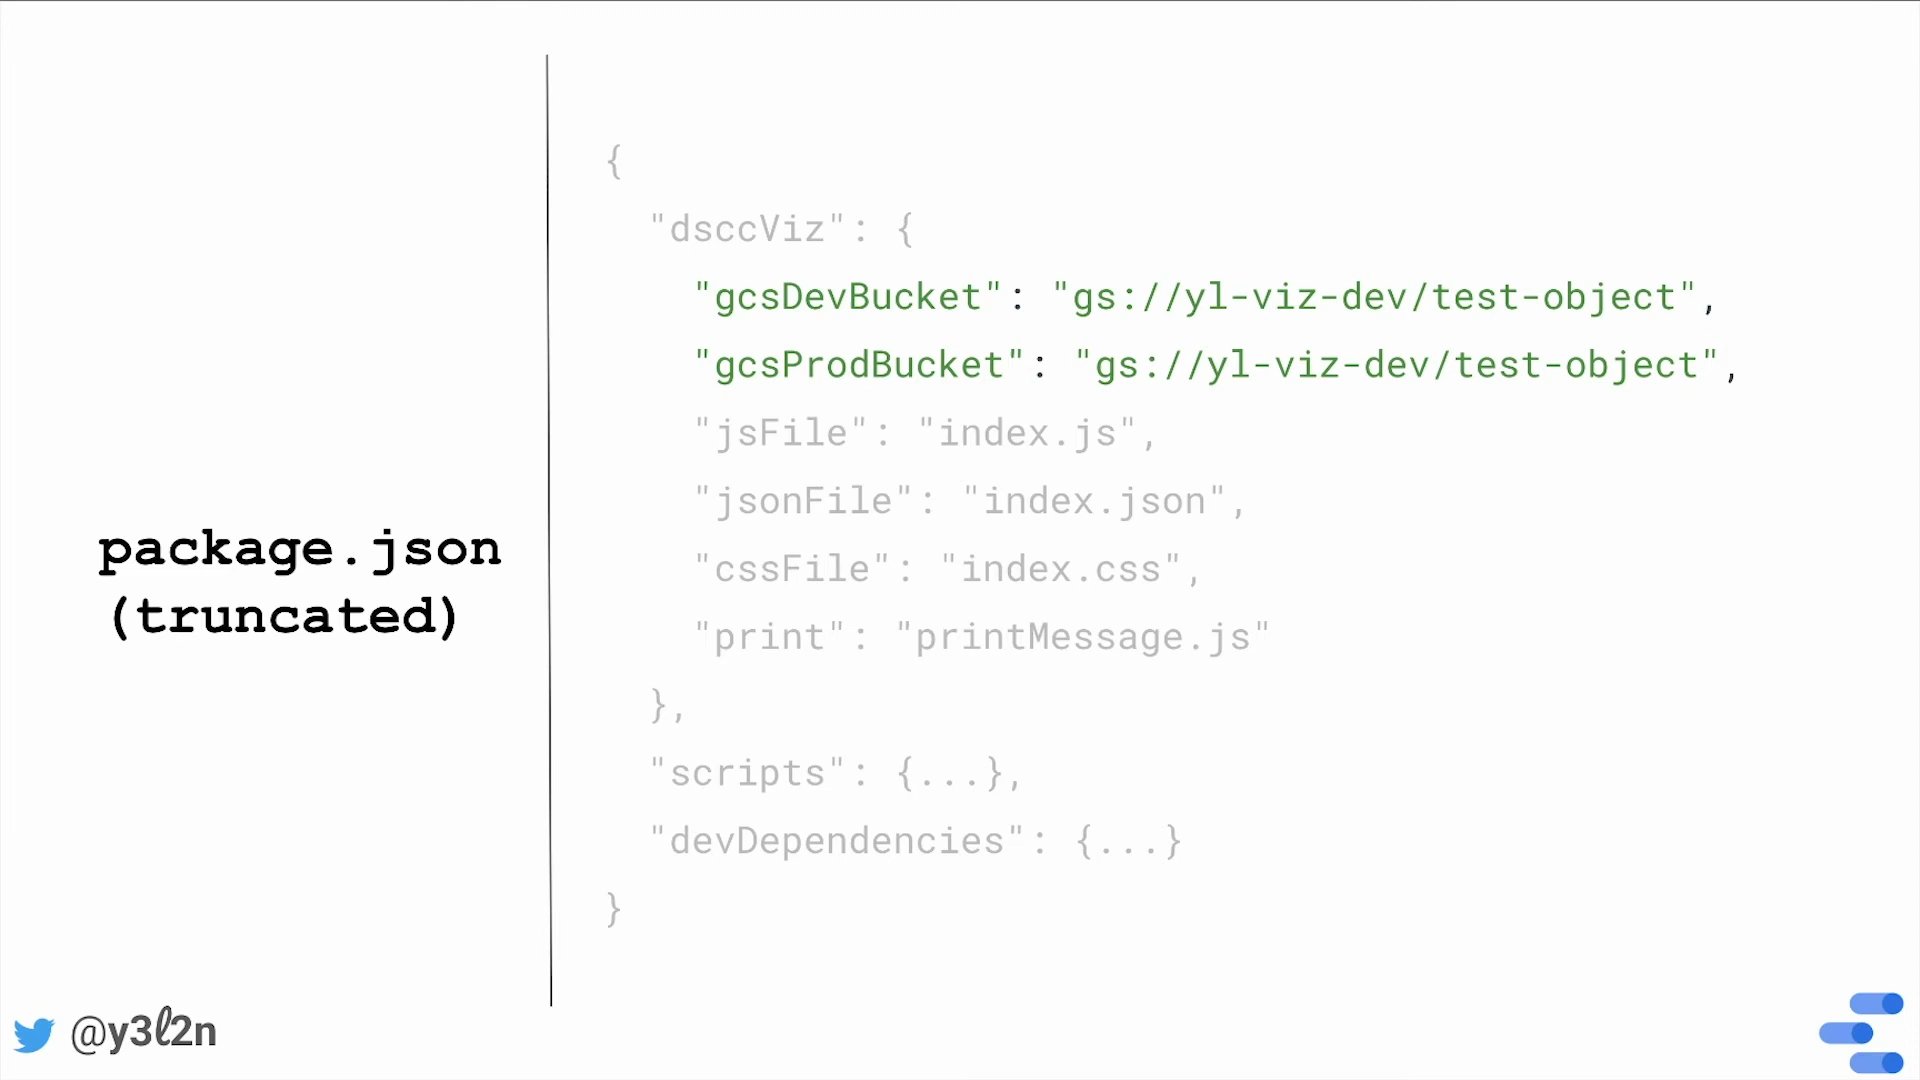 package.json
(truncated)
{
"dsccViz": {
"gcsDevBucket": "gs://yl-viz-dev/test-object",
"gcsProdBucket": "gs://yl-viz-dev/test-object",
"jsFile": "index.js",
"jsonFile": "index.json",
"cssFile": "index.css",
"print": "printMessage.js"
},
"scripts": {...},
"devDependencies": {...}
}
@y3ℓ2n